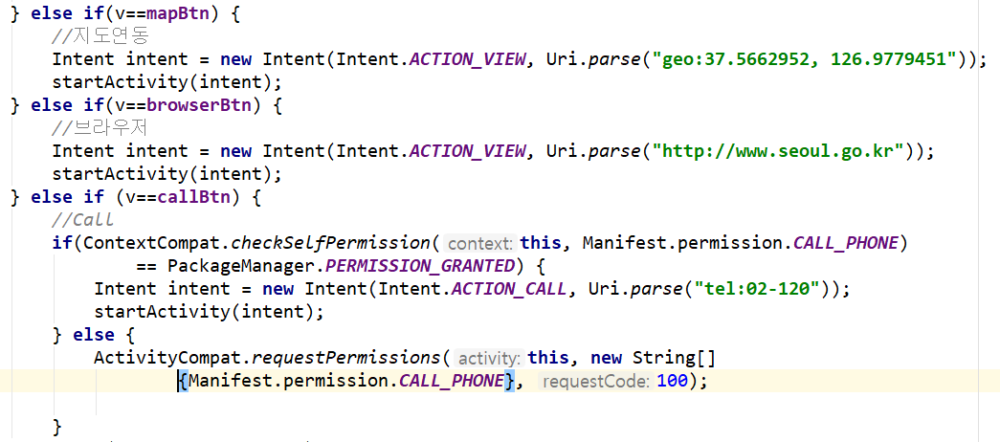 } else if(v==mapBtn) {
//지도연동
Intent intent = new Intent(Intent.ACTION_VIEW, Uri.parse("geo:37.5662952, 126.9779451"));
startActivity(intent);
} else if(v==browserBtn) {
//브라우저
Intent intent = new Intent(Intent.ACTION_VIEW, Uri.parse("http://www.seoul.go.kr"));
startActivity(intent);
} else if (v==callBtn) {
//Call
if(ContextCompat.checkSelfPermission( context: this, Manifest.permission.CALL_PHONE)
== PackageManager.PERMISSION_GRANTED) {
Intent intent = new Intent(Intent.ACTION_CALL, Uri.parse("tel:02-120"));
startActivity(intent);
} else {
ActivityCompat.requestPermissions( activity: this, new String[]
{Manifest.permission.CALL_PHONE}, requestCode: 100);
}